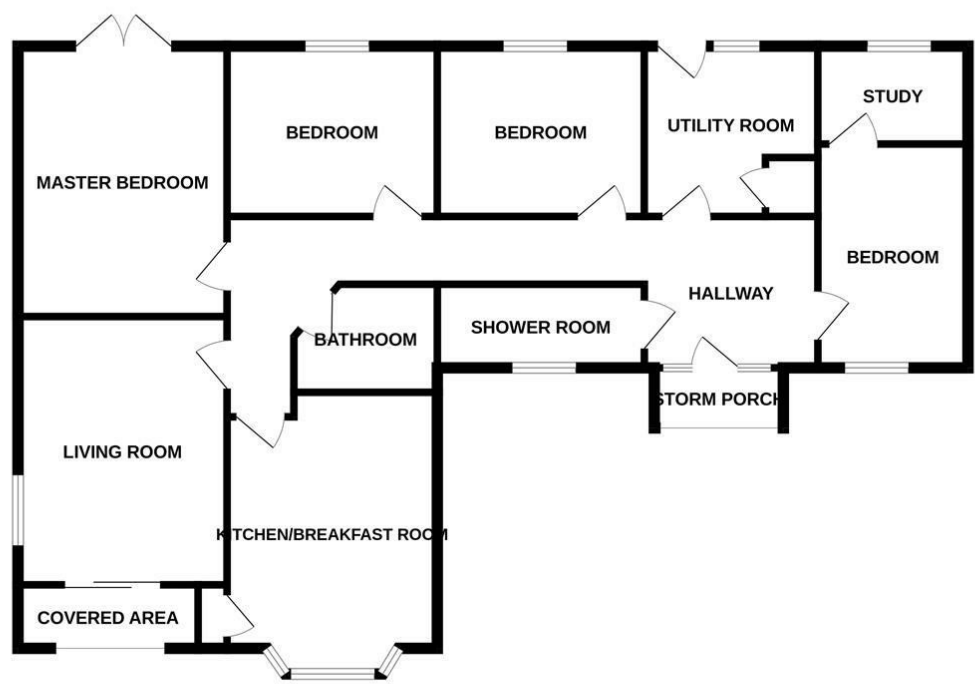 STUDY
UTILITY ROOM
BEDROOM
BEDROOM
MASTER BEDROOM
BEDROOM
HALLWAY
SHOWER ROOM
BATHROOM
STORM PORCH
LIVING ROOM
KITCHEN/BREAKFAST ROOM
COVERED AREA